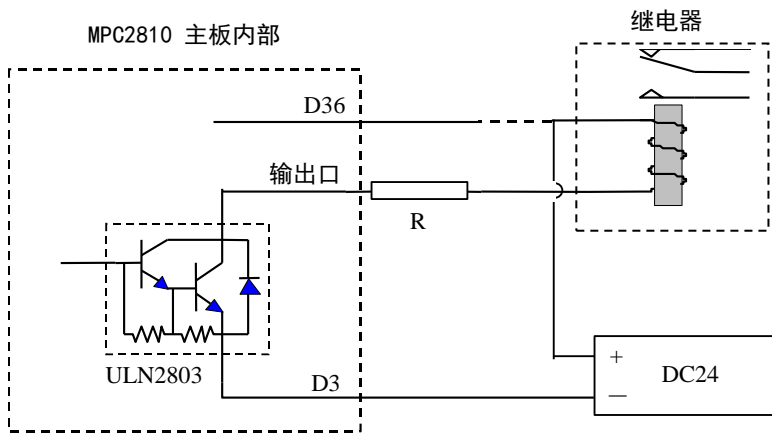 继电器
MPC2810 主板内部
D36
输出口
R
ULN2803
D3
+
DC24
—